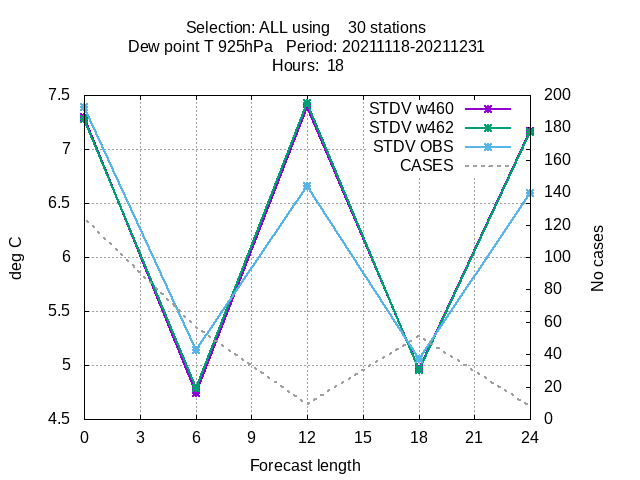 Selection: ALL using    30 stations
Dew point T 925hPa   Period: 20211118-20211231
Hours:  18
7.5
7
6.5
6
5.5
5
4.5
deg C
STDV w460
STDV w462
STDV OBS
CASES
200
180
160
140
120
100
80
60
40
20
0
No cases
0 3 6 9 12 15 18 21 24
Forecast length